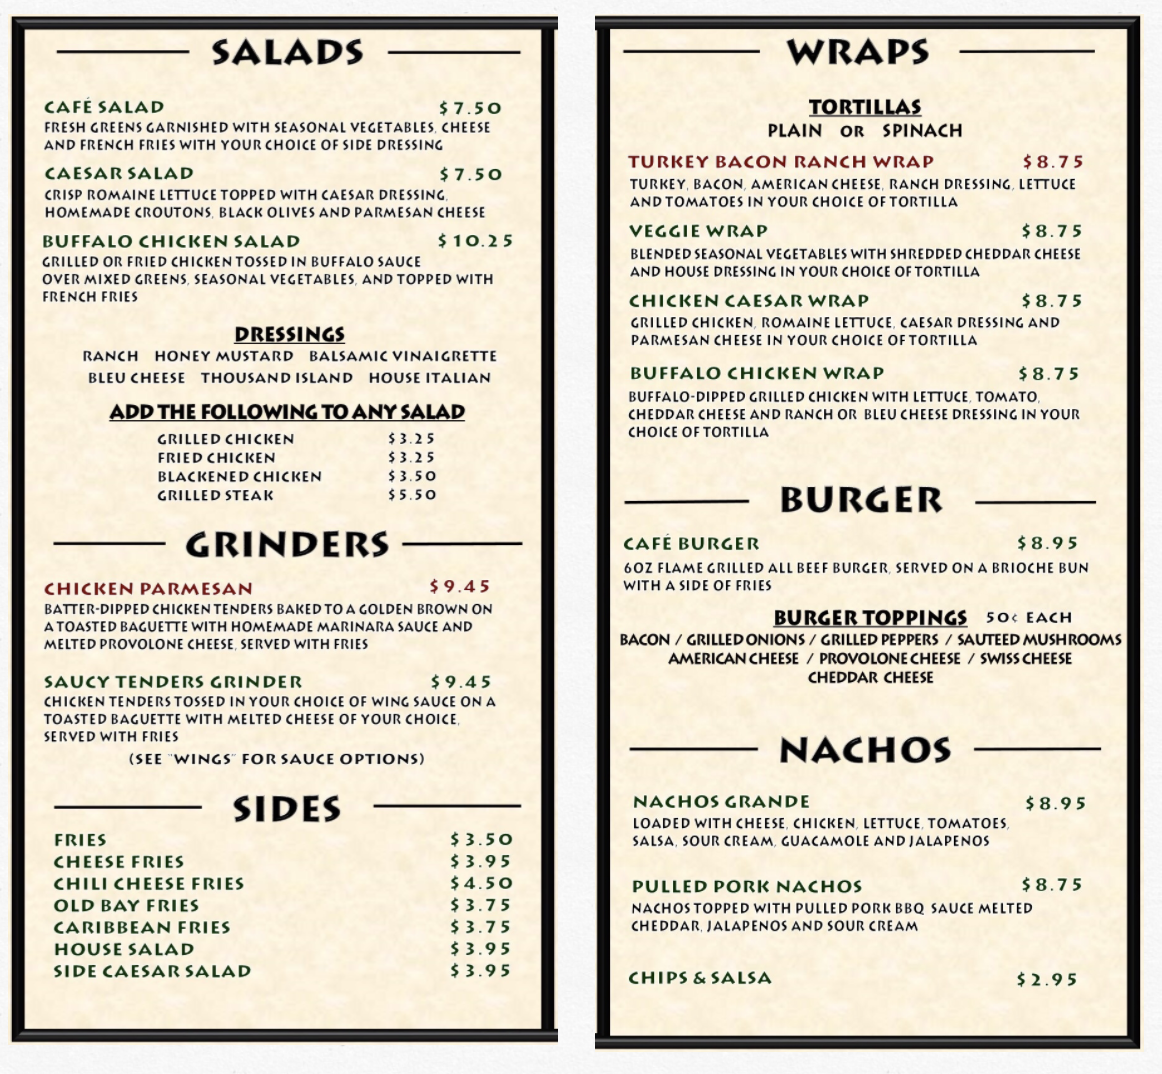 SALADS
CAFÉ SALAD $7.50
FRESH GREENS GARNISHED WITH SEASONAL VEGETABLES, CHEESE
AND FRENCH FRIES WITH YOUR CHOICE OF SIDE DRESSING
CAESAR SALAD $7.50
CRISP ROMAINE LETTUCE TOPPED WITH CAESAR DRESSING,
HOMEMADE CROUTONS, BLACK OLIVES AND PARMESAN CHEESE
BUFFALO CHICKEN SALAD $10.25
GRILLED OR FRIED CHICKEN TOSSED IN BUFFALO SAUCE
OVER MIXED GREENS, SEASONAL VEGETABLES, AND TOPPED WITH
FRENCH FRIES
DRESSINGS
RANCH HONEY MUSTARD BALSAMIC VINAIGRETTE
BLEU CHEESE THOUSAND ISLAND HOUSE ITALIAN
ADD THE FOLLOWING TO ANY SALAD
GRILLED CHICKEN $3.25
FRIED CHICKEN $3.25
BLACKENED CHICKEN $3.50
GRILLED STEAK $5.50
GRINDERS
CHICKEN PARMESAN $9.45
BATTER-DIPPED CHICKEN TENDERS BAKED TO A GOLDEN BROWN ON
A TOASTED BAGUETTE WITH HOMEMADE MARINARA SAUCE AND
MELTED PROVOLONE CHEESE, SERVED WITH FRIES
SAUCY TENDERS GRINDER $9.45
CHICKEN TENDERS TOSSED IN YOUR CHOICE OF WING SAUCE ON A
TOASTED BAGUETTE WITH MELTED CHEESE OF YOUR CHOICE,
SERVED WITH FRIES
(SEE "WINGS" FOR SAUCE OPTIONS)
SIDES
FRIES $3.50
CHEESE FRIES $3.95
CHILI CHEESE FRIES $4.50
OLD BAY FRIES $3.75
CARIBBEAN FRIES $3.75
HOUSE SALAD $3.95
SIDE CAESAR SALAD $3.95
WRAPS
TORTILLAS
PLAIN OR SPINACH
TURKEY BACON RANCH WRAP $8.75
TURKEY, BACON, AMERICAN CHEESE, RANCH DRESSING, LETTUCE
AND TOMATOES IN YOUR CHOICE OF TORTILLA
VEGGIE WRAP $8.75
BLENDED SEASONAL VEGETABLES WITH SHREDDED CHEDDAR CHEESE
AND HOUSE DRESSING IN YOUR CHOICE OF TORTILLA
CHICKEN CAESAR WRAP $8.75
GRILLED CHICKEN, ROMAINE LETTUCE, CAESAR DRESSING AND
PARMESAN CHEESE IN YOUR CHOICE OF TORTILLA
BUFFALO CHICKEN WRAP $8.75
BUFFALO-DIPPED GRILLED CHICKEN WITH LETTUCE, TOMATO,
CHEDDAR CHEESE AND RANCH OR BLEU CHEESE DRESSING IN YOUR
CHOICE OF TORTILLA
BURGER
CAFÉ BURGER $8.95
6OZ FLAME GRILLED ALL BEEF BURGER, SERVED ON A BRIOCHE BUN
WITH A SIDE OF FRIES
BURGER TOPPINGS 50¢ EACH
BACON / GRILLED ONIONS / GRILLED PEPPERS / SAUTEED MUSHROOMS
AMERICAN CHEESE / PROVOLONE CHEESE / SWISS CHEESE
CHEDDAR CHEESE
NACHOS
NACHOS GRANDE $8.95
LOADED WITH CHEESE, CHICKEN, LETTUCE, TOMATOES,
SALSA, SOUR CREAM, GUACAMOLE AND JALAPENOS
PULLED PORK NACHOS $8.75
NACHOS TOPPED WITH PULLED PORK BBQ SAUCE MELTED
CHEDDAR, JALAPENOS AND SOUR CREAM
CHIPS & SALSA $2.95